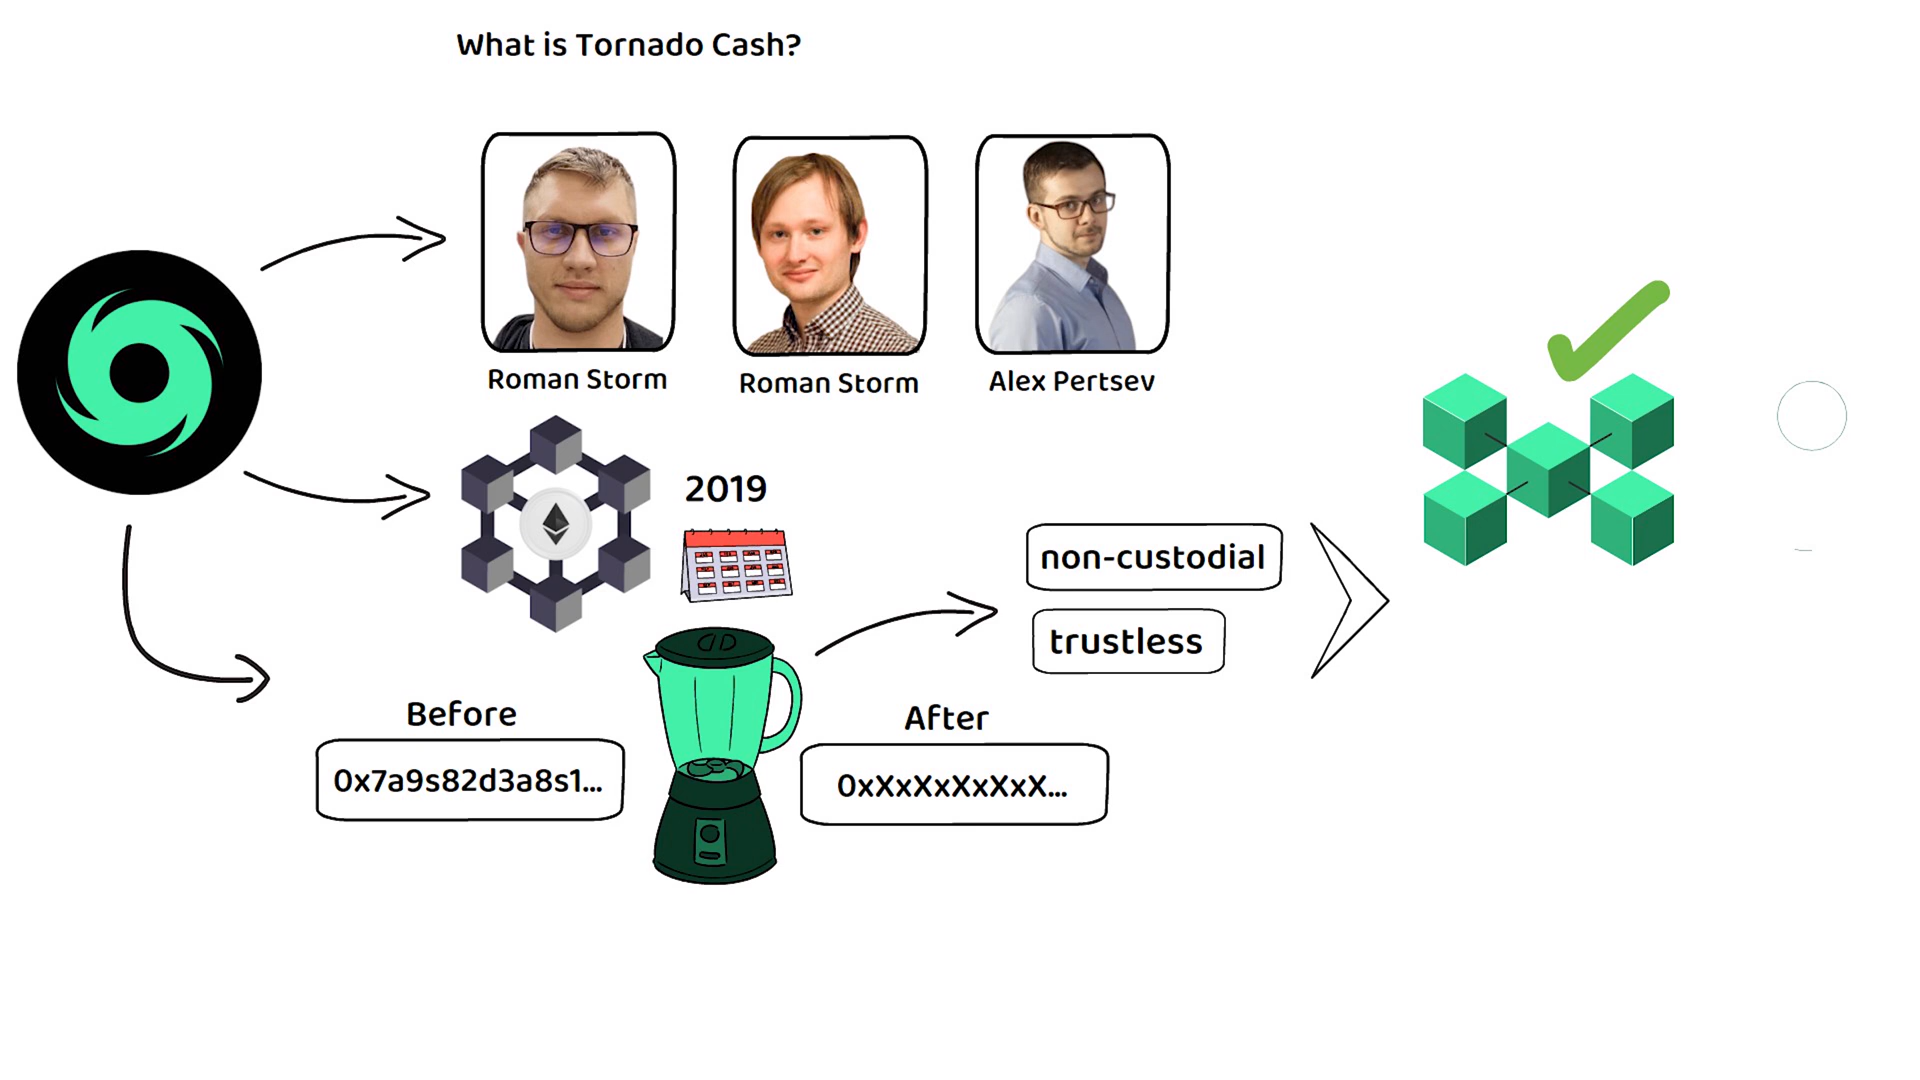 What is Tornado Cash?
Roman Storm
Roman Storm
Alex Pertsev
2019
non-custodial
trustless
Before
After
0x7a9s82d3a8s1...
0xXxXxXxXxX...